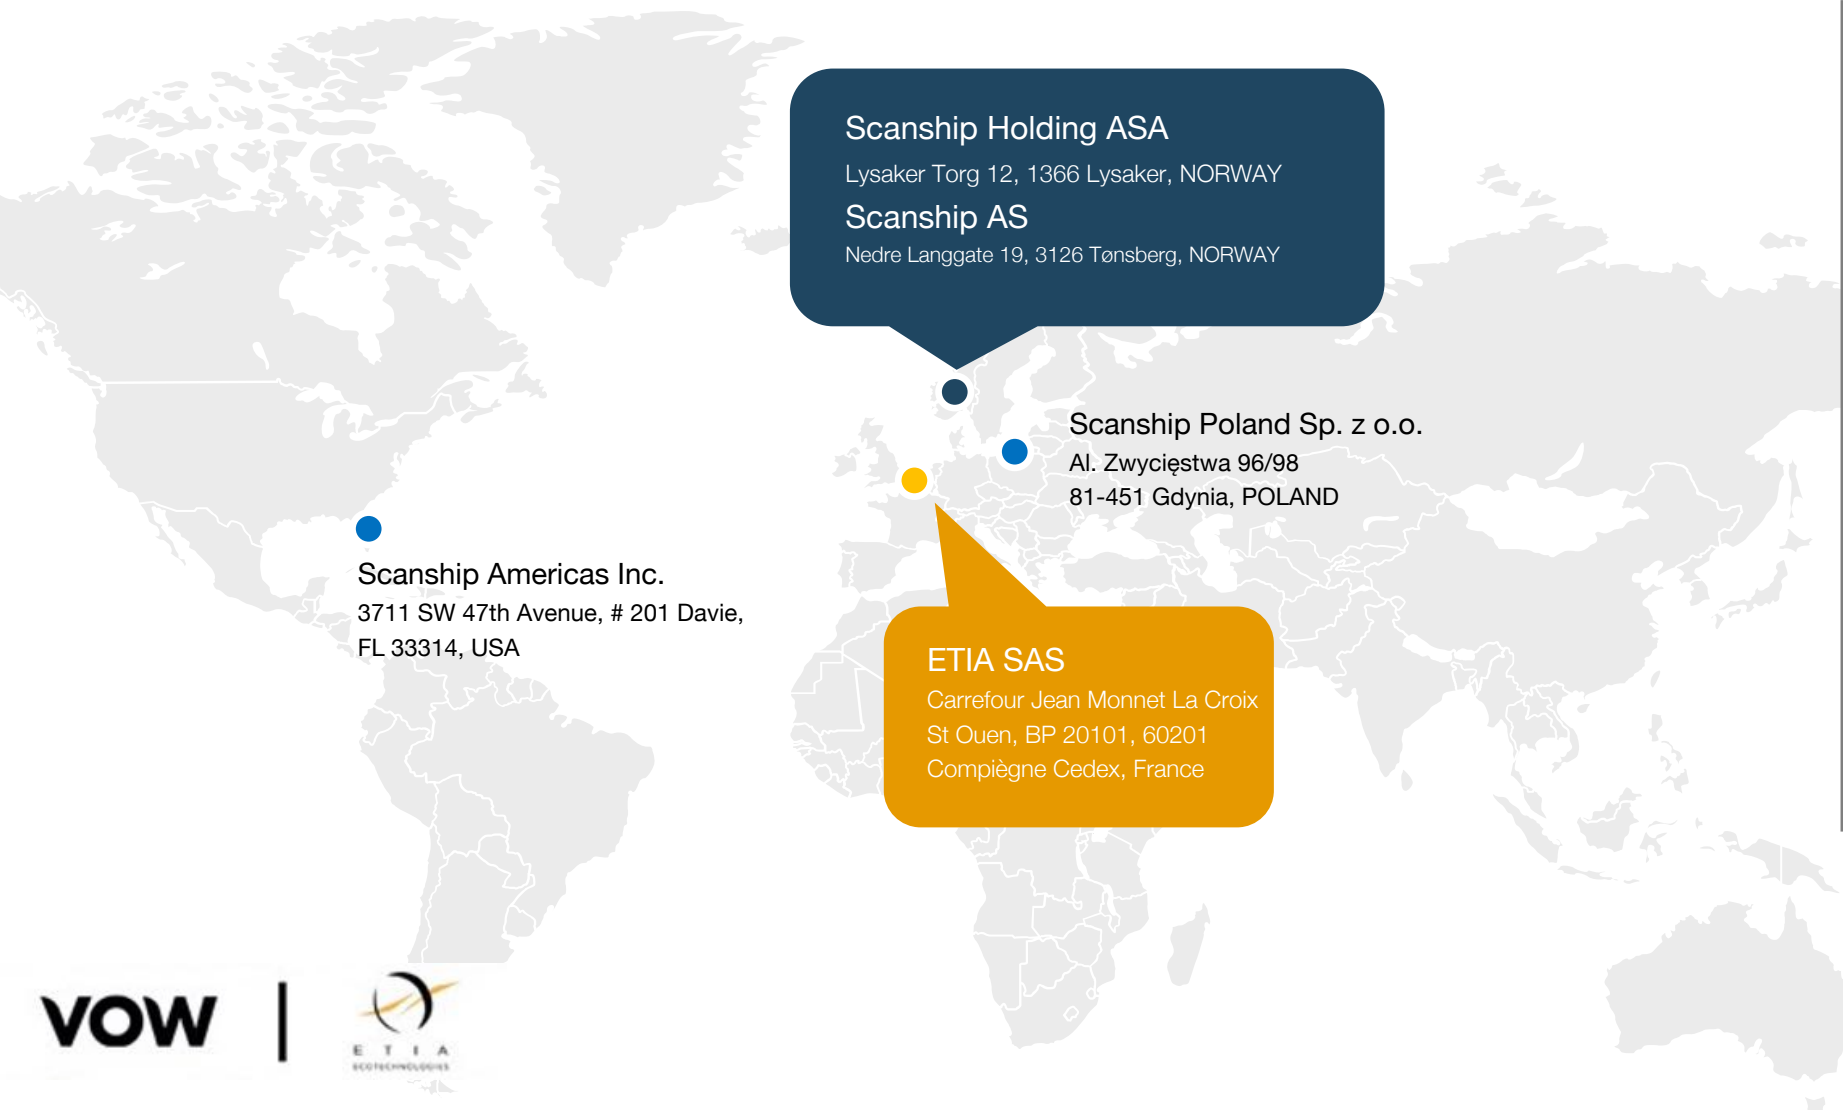 Scanship Holding ASA
Lysaker Torg 12, 1366 Lysaker, NORWAY
Scanship AS
Nedre Langgate 19, 3126 Tønsberg, NORWAY
Scanship Poland Sp. z o.o.
Al. Zwycięstwa 96/98
81-451 Gdynia, POLAND
Scanship Americas Inc.
3711 SW 47th Avenue, # 201 Davie,
FL 33314, USA
ETIA SAS
Carrefour Jean Monnet La Croix
St Ouen, BP 20101, 60201
Compiègne Cedex, France
VOW
ETIA
ECOTECHNOLOGIES